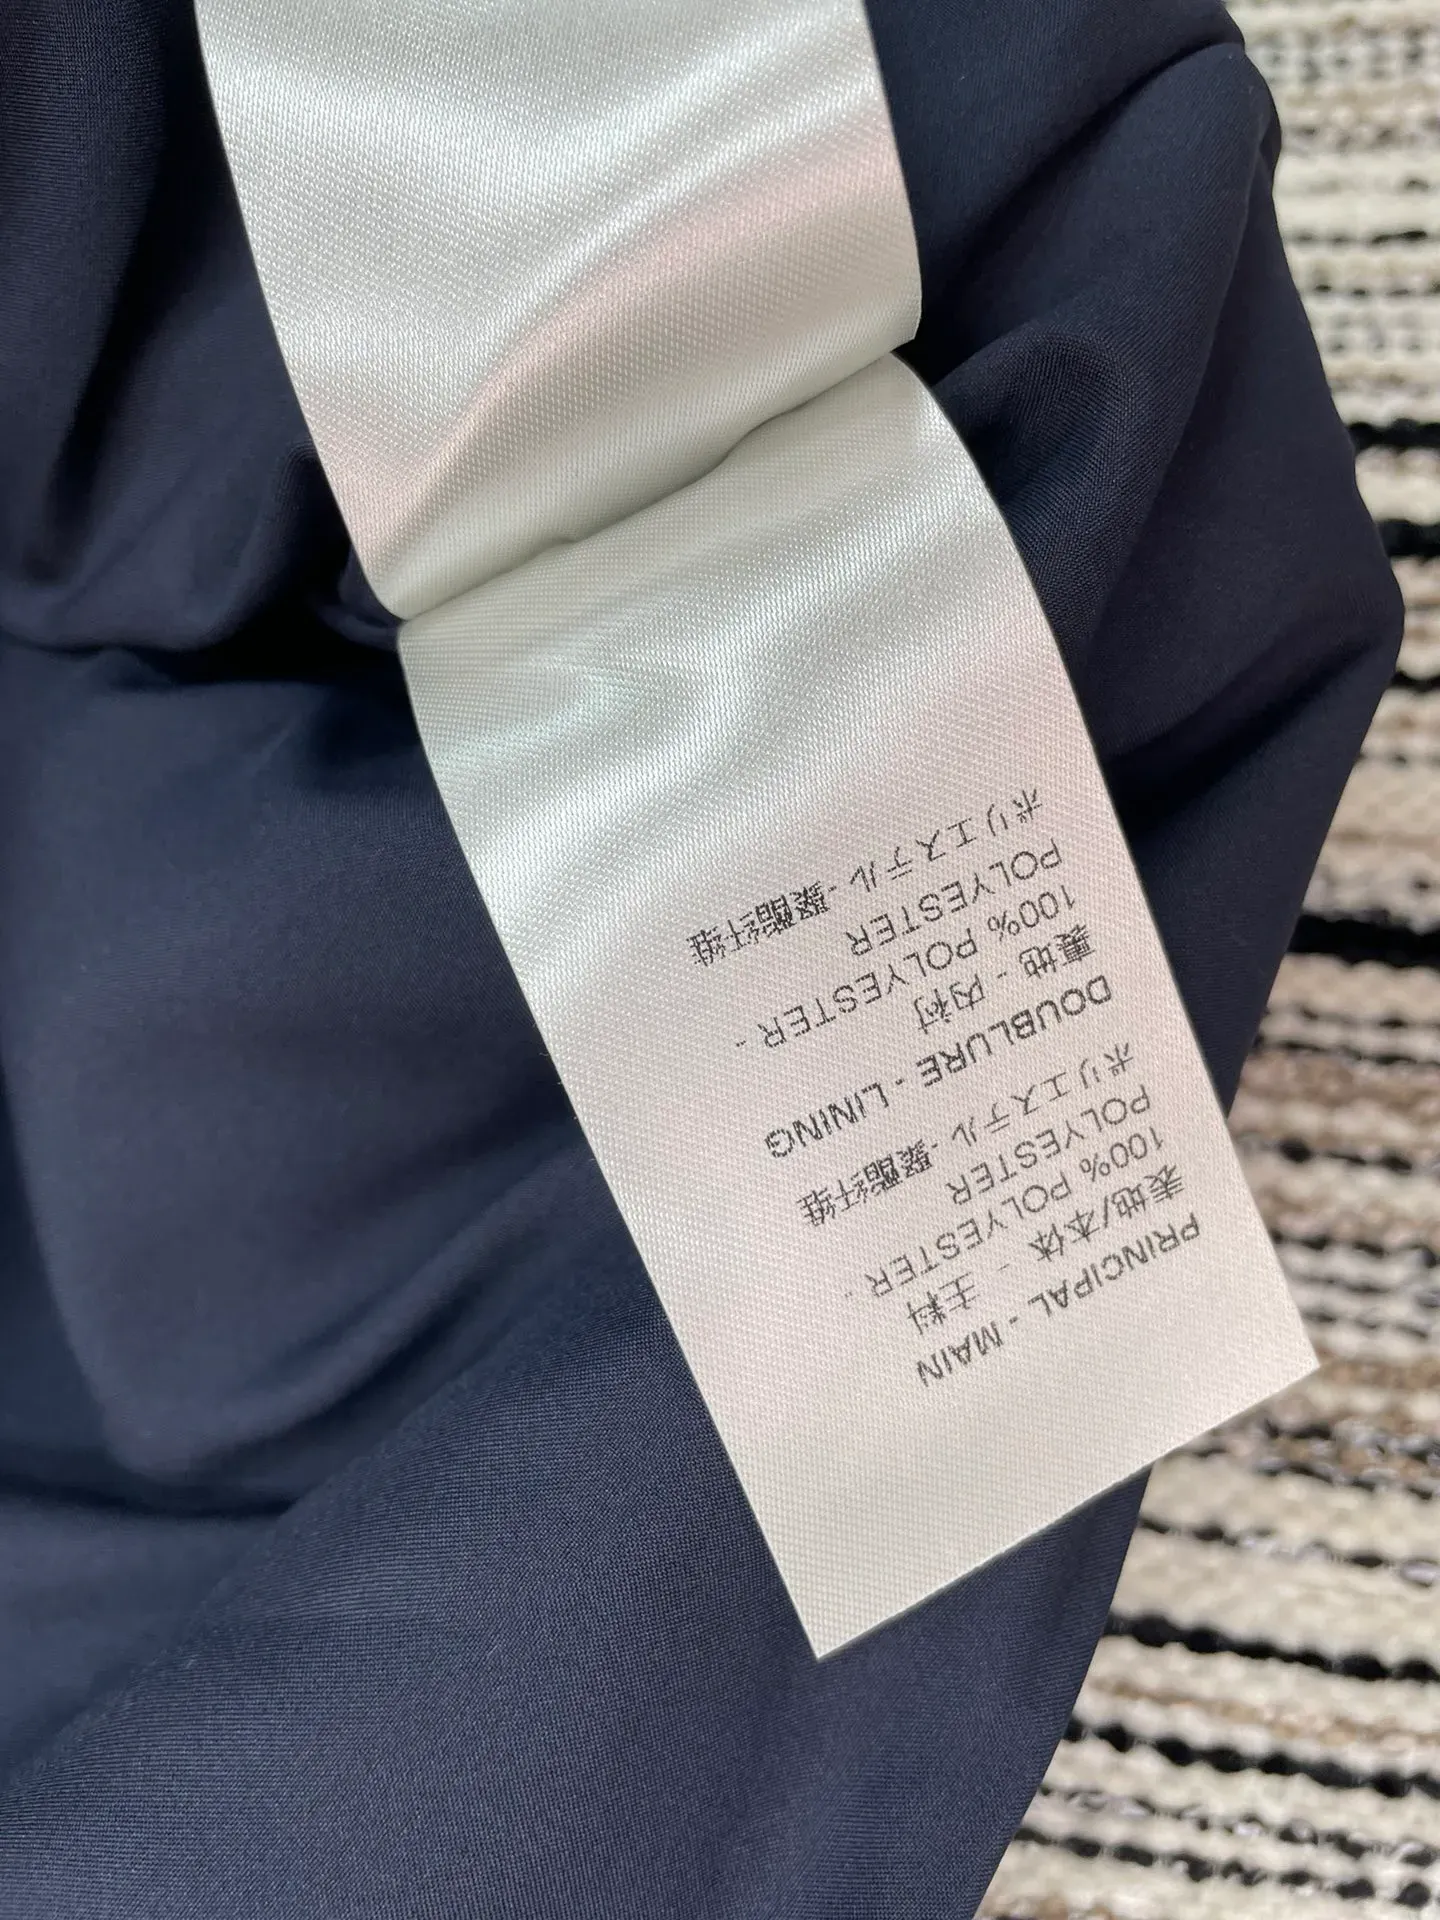 PRINCIPAL - MAIN
表地/本体 - 主料
100% POLYESTER -
POLYESTER
ポリエステル - 聚酯纤维
DOUBLURE - LINING
裏地 - 内衬
100% POLYESTER -
POLYESTER
ポリエステル - 聚酯纤维